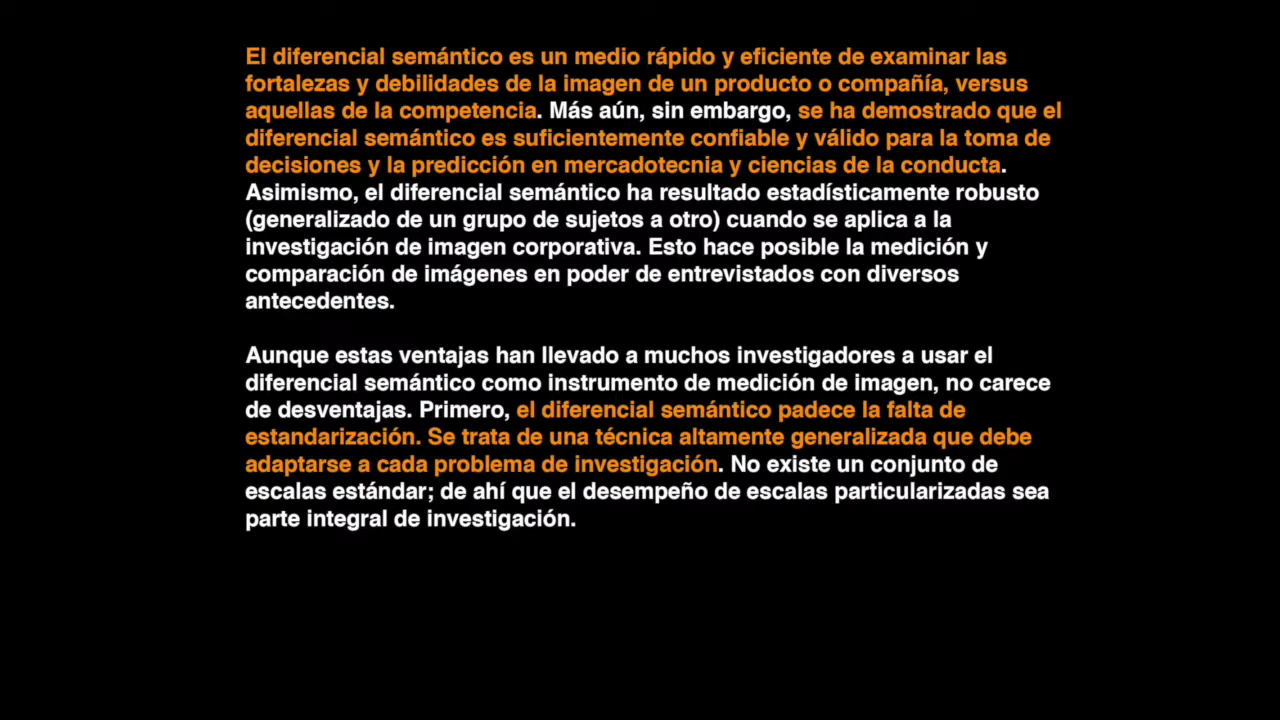 El diferencial semántico es un medio rápido y eficiente de examinar las
fortalezas y debilidades de la imagen de un producto o compañía, versus
aquellas de la competencia. Más aún, sin embargo, se ha demostrado que el
diferencial semántico es suficientemente confiable y válido para la toma de
decisiones y la predicción en mercadotecnia y ciencias de la conducta.
Asimismo, el diferencial semántico ha resultado estadísticamente robusto
(generalizado de un grupo de sujetos a otro) cuando se aplica a la
investigación de imagen corporativa. Esto hace posible la medición y
comparación de imágenes en poder de entrevistados con diversos
antecedentes.
Aunque estas ventajas han llevado a muchos investigadores a usar el
diferencial semántico como instrumento de medición de imagen, no carece
de desventajas. Primero, el diferencial semántico padece la falta de
estandarización. Se trata de una técnica altamente generalizada que debe
adaptarse a cada problema de investigación. No existe un conjunto de
escalas estándar; de ahí que el desempeño de escalas particularizadas sea
parte integral de investigación.